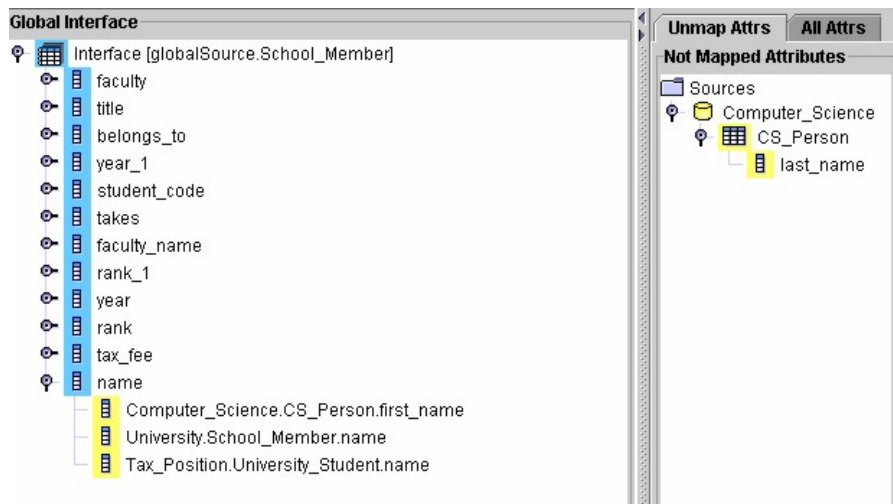 Global Interface
Interface [globalSource.School_Member]
faculty
title
belongs_to
year_1
student_code
takes
faculty_name
rank_1
year
rank
tax_fee
name
Computer_Science.CS_Person.first_name
University.School_Member.name
Tax_Position.University_Student.name
Unmap Attrs All Attrs
Not Mapped Attributes
Sources
Computer_Science
CS_Person
last_name